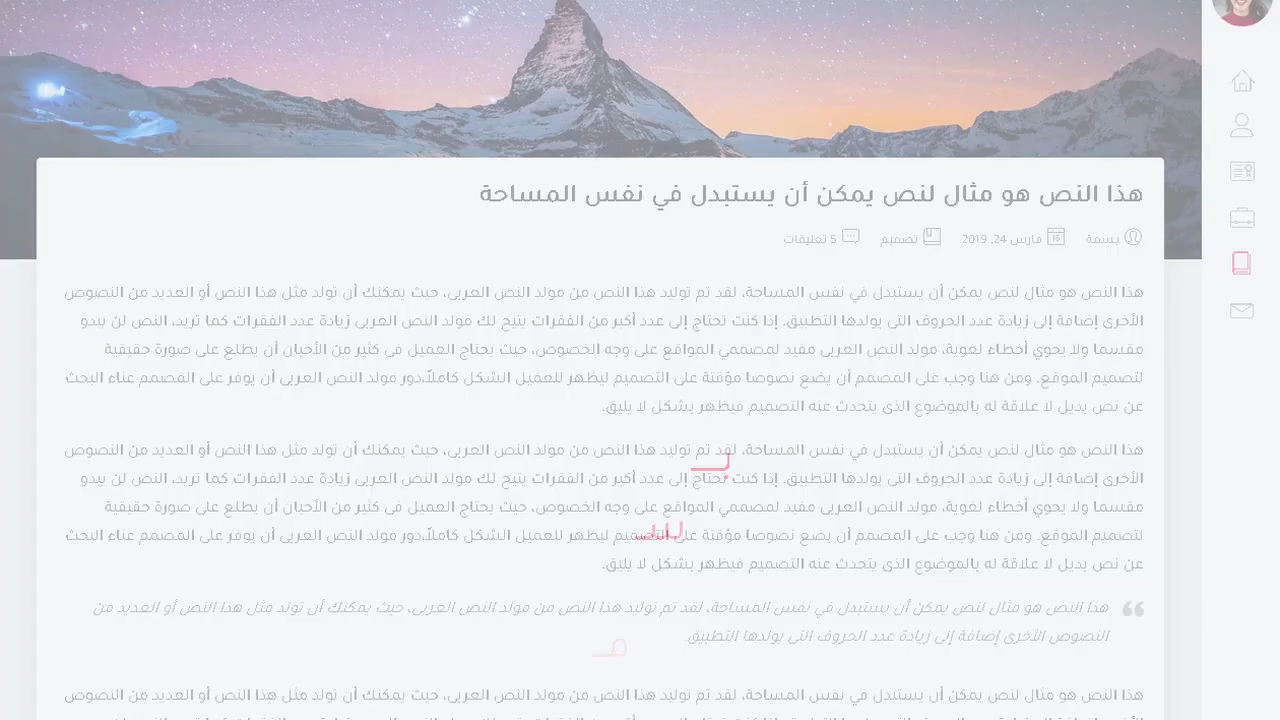 هذا النص هو مثال لنص يمكن أن يستبدل في نفس المساحة
بسمة مارس 24, 2019 تصميم 5 تعليقات
هذا النص هو مثال لنص يمكن أن يستبدل في نفس المساحة، لقد تم توليد هذا النص من مولد النص العربى، حيث يمكنك أن تولد مثل هذا النص أو العديد من النصوص
الأخرى إضافة إلى زيادة عدد الحروف التى يولدها التطبيق. إذا كنت تحتاج إلى عدد أكبر من الفقرات يتيح لك مولد النص العربى زيادة عدد الفقرات كما تريد، النص لن يبدو
مقسما ولا يحوي أخطاء لغوية، مولد النص العربى مفيد لمصممي المواقع على وجه الخصوص، حيث يحتاج العميل فى كثير من الأحيان أن يطلع على صورة حقيقية
لتصميم الموقع. ومن هنا وجب على المصمم أن يضع نصوصا مؤقتة على التصميم ليظهر للعميل الشكل كاملاً،دور مولد النص العربى أن يوفر على المصمم عناء البحث
عن نص بديل لا علاقة له بالموضوع الذى يتحدث عنه التصميم فيظهر بشكل لا يليق.
هذا النص هو مثال لنص يمكن أن يستبدل في نفس المساحة، لقد تم توليد هذا النص من مولد النص العربى، حيث يمكنك أن تولد مثل هذا النص أو العديد من النصوص
الأخرى إضافة إلى زيادة عدد الحروف التى يولدها التطبيق. إذا كنت تحتاج إلى عدد أكبر من الفقرات يتيح لك مولد النص العربى زيادة عدد الفقرات كما تريد، النص لن يبدو
مقسما ولا يحوي أخطاء لغوية، مولد النص العربى مفيد لمصممي المواقع على وجه الخصوص، حيث يحتاج العميل فى كثير من الأحيان أن يطلع على صورة حقيقية
لتصميم الموقع. ومن هنا وجب على المصمم أن يضع نصوصا مؤقتة على التصميم ليظهر للعميل الشكل كاملاً،دور مولد النص العربى أن يوفر على المصمم عناء البحث
عن نص بديل لا علاقة له بالموضوع الذى يتحدث عنه التصميم فيظهر بشكل لا يليق.
هذا النص هو مثال لنص يمكن أن يستبدل في نفس المساحة، لقد تم توليد هذا النص من مولد النص العربى، حيث يمكنك أن تولد مثل هذا النص أو العديد من
النصوص الأخرى إضافة إلى زيادة عدد الحروف التى يولدها التطبيق.
هذا النص هو مثال لنص يمكن أن يستبدل في نفس المساحة، لقد تم توليد هذا النص من مولد النص العربى، حيث يمكنك أن تولد مثل هذا النص أو العديد من النصوص